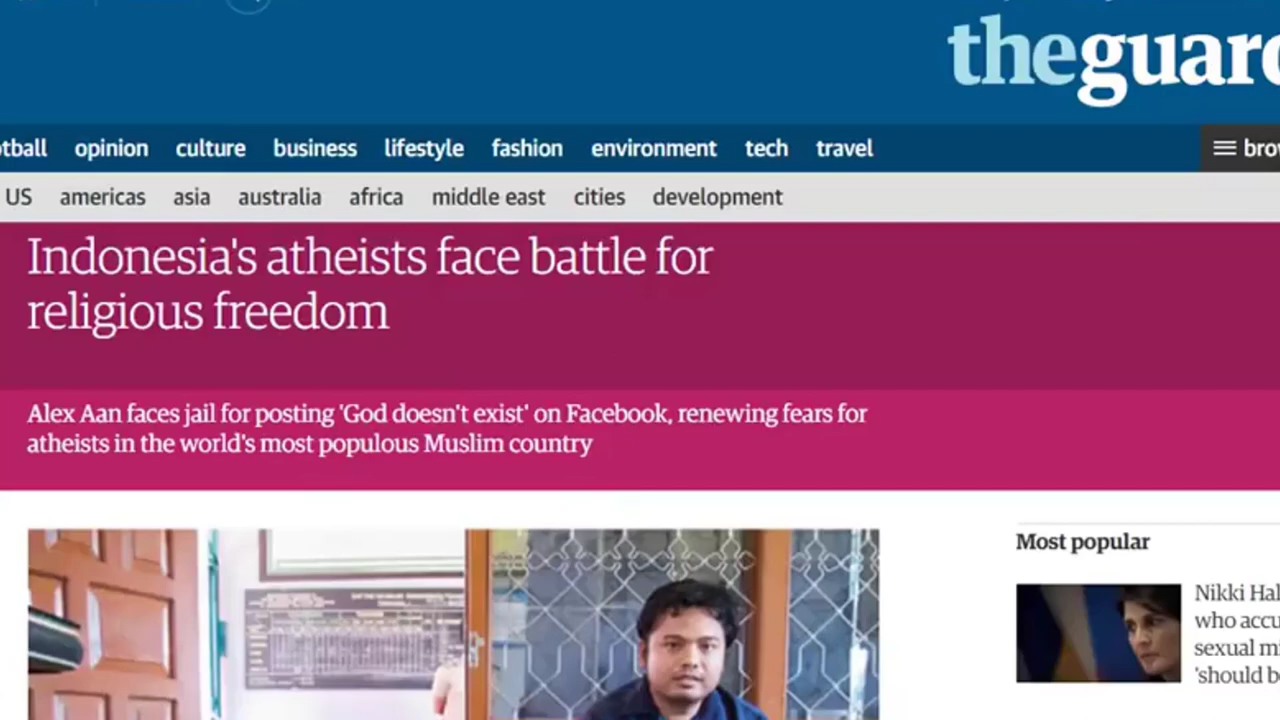 theguar
tball opinion culture business lifestyle fashion environment tech travel
bro
US americas asia australia africa middle east cities development
Indonesia's atheists face battle for
religious freedom
Alex Aan faces jail for posting 'God doesn't exist' on Facebook, renewing fears for
atheists in the world's most populous Muslim country
Most popular
Nikki Hal
who accu
sexual m
'should b